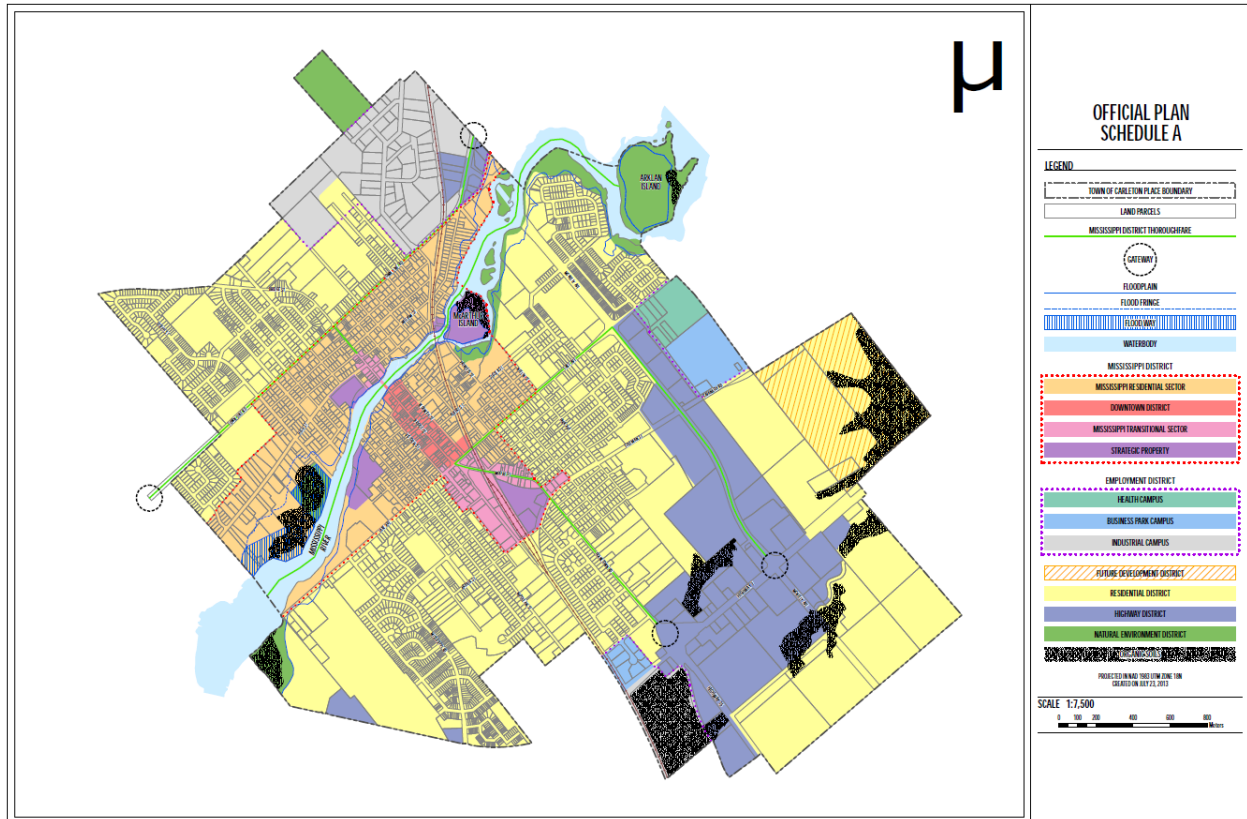 µ
ARKLAN
ISLAND
ISLAND
MISSISSIPPI
RIVER
OFFICIAL PLAN
SCHEDULE A
LEGEND
TOWN OF CARLETON PLACE BOUNDARY
LAND PARCELS
MISSISSIPPI DISTRICT THOROUGHFARE
GATEWAY
FLOODPLAIN
FLOOD FRINGE
FLOOD WAY
WATERBODY
MISSISSIPPI DISTRICT
MISSISSIPPI RESIDENTIAL SECTOR
DOWNTOWN DISTRICT
MISSISSIPPI TRANSITIONAL SECTOR
STRATEGIC PROPERTY
EMPLOYMENT DISTRICT
HEALTH CAMPUS
BUSINESS PARK CAMPUS
INDUSTRIAL CAMPUS
FUTURE DEVELOPMENT DISTRICT
RESIDENTIAL DISTRICT
HIGHWAY DISTRICT
NATURAL ENVIRONMENT DISTRICT
ORGANIC SOILS
PROJECTED IN NAD 1983 UTM ZONE 18N
CREATED ON JULY 23, 2013
SCALE 1:7,500
0 100 200 400 600 800
Meters